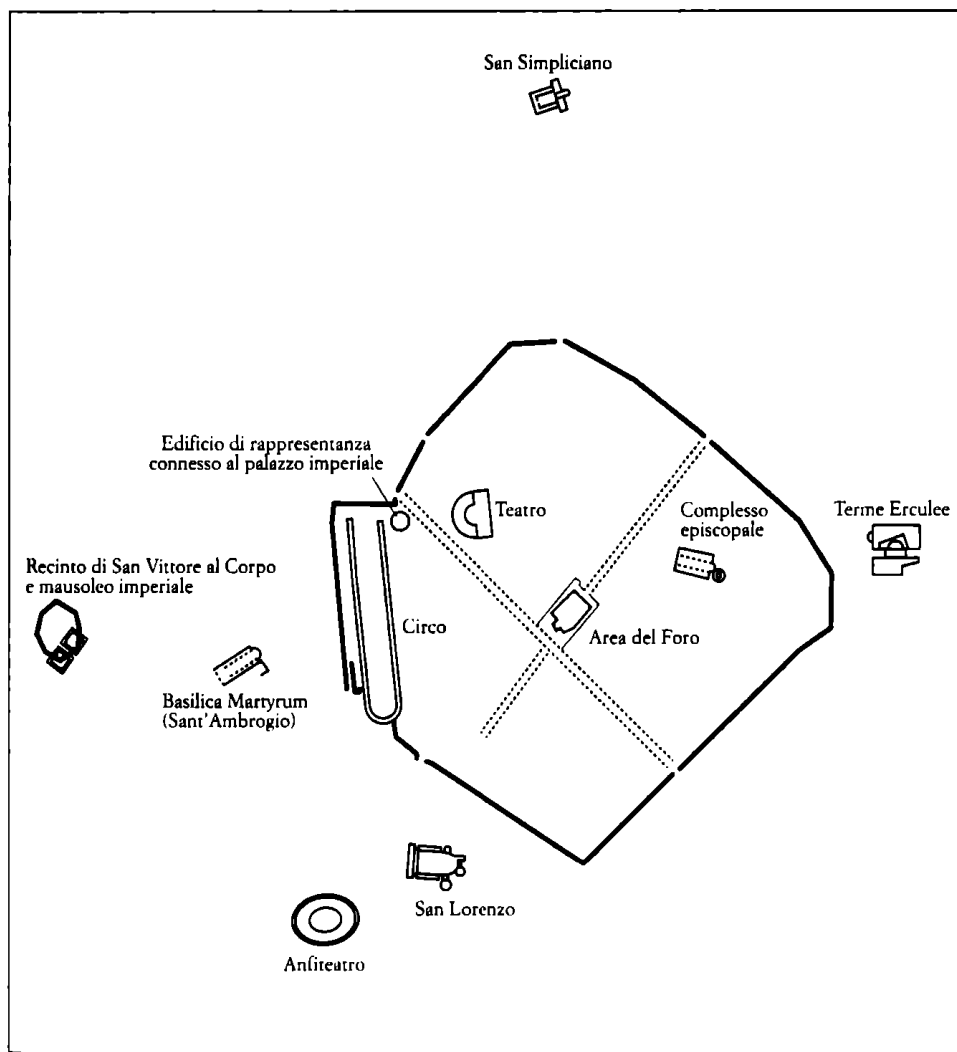 San Simpliciano
Edificio di rappresentanza
connesso al palazzo imperiale
Teatro
Complesso
episcopale
Terme Erculee
Recinto di San Vittore al Corpo
e mausoleo imperiale
Circo
Area del Foro
Basilica Martyrum
(Sant'Ambrogio)
San Lorenzo
Anfiteatro